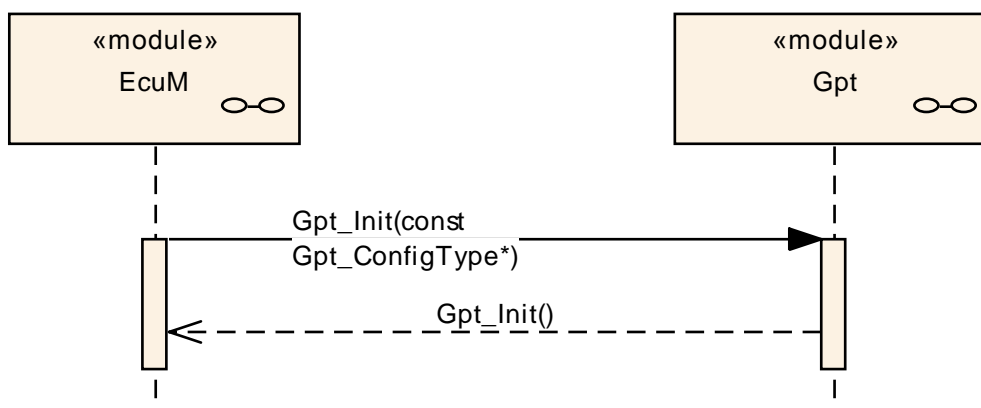 «module»
EcuM
«module»
Gpt
Gpt_Init(const
Gpt_ConfigType*)
Gpt_Init()